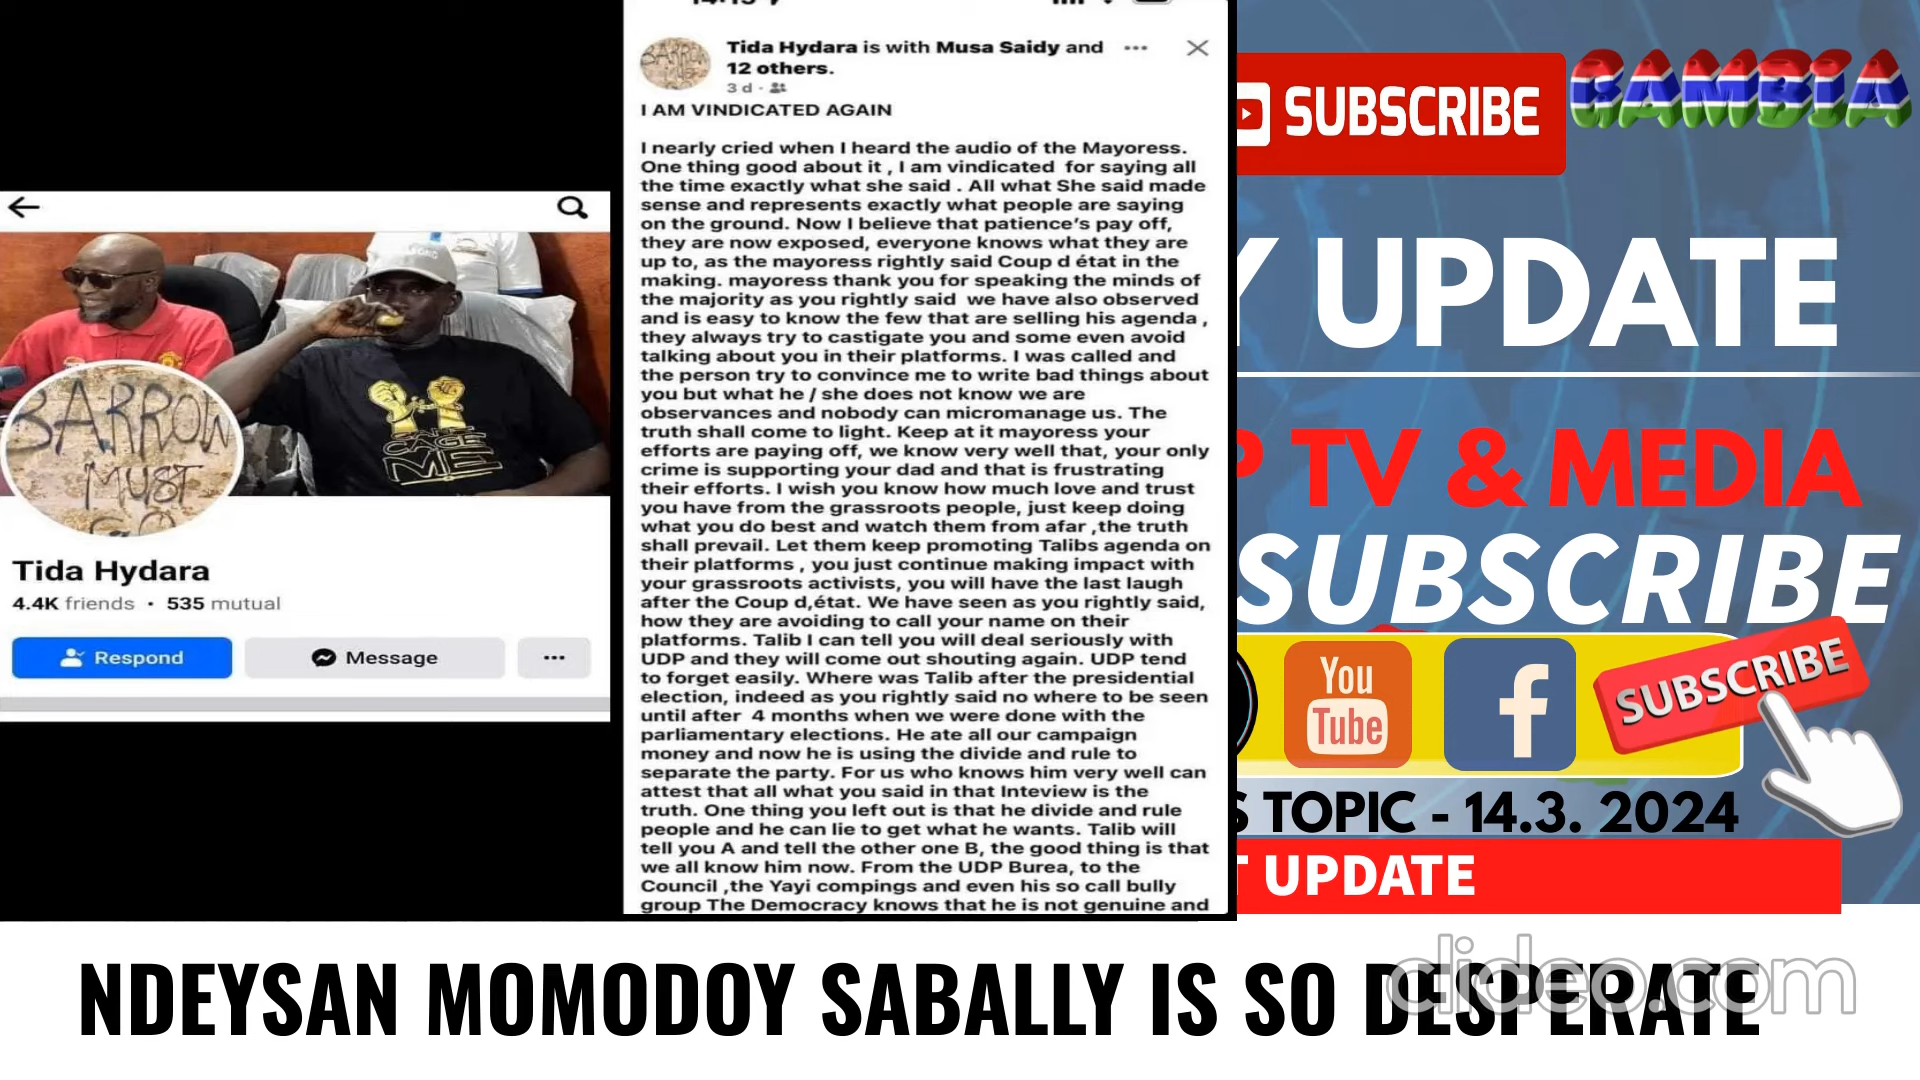 Tida Hydara is with Musa Saidy and
12 others.
3 d
I AM VINDICATED AGAIN
I nearly cried when I heard the audio of the Mayoress.
One thing good about it , I am vindicated for saying all
the time exactly what she said . All what She said made
sense and represents exactly what people are saying
on the ground. Now I believe that patience's pay off,
they are now exposed, everyone knows what they are
up to, as the mayoress rightly said Coup d état in the
making. mayoress thank you for speaking the minds of
the majority as you rightly said we have also observed
and is easy to know the few that are selling his agenda ,
they always try to castigate you and some even avoid
talking about you in their platforms. I was called and
the person try to convince me to write bad things about
you but what he / she does not know we are
observances and nobody can micromanage us. The
truth shall come to light. Keep at it mayoress your
efforts are paying off, we know very well that, your only
crime is supporting your dad and that is frustrating
their efforts. I wish you know how much love and trust
you have from the grassroots people, just keep doing
what you do best and watch them from afar ,the truth
shall prevail. Let them keep promoting Talibs agenda on
their platforms , you just continue making impact with
your grassroots activists, you will have the last laugh
after the Coup d,état. We have seen as you rightly said,
how they are avoiding to call your name on their
platforms. Talib I can tell you will deal seriously with
UDP and they will come out shouting again. UDP tend
to forget easily. Where was Talib after the presidential
election, indeed as you rightly said no where to be seen
until after 4 months when we were done with the
parliamentary elections. He ate all our campaign
money and now he is using the divide and rule to
separate the party. For us who knows him very well can
attest that all what you said in that Inteview is the
truth. One thing you left out is that he divide and rule
people and he can lie to get what he wants. Talib will
tell you A and tell the other one B, the good thing is that
we all know him now. From the UDP Burea, to the
Council ,the Yayi compings and even his so call bully
group The Democracy knows that he is not genuine and
BARROW
MUST
GO
CAGE
ME
Tida Hydara
4.4K friends • 535 mutual
Respond
Message
SUBSCRIBE
GAMBIA
Y UPDATE
P TV & MEDIA
SUBSCRIBE
You
Tube
f
SUBSCRIBE
S TOPIC - 14.3. 2024
T UPDATE
NDEYSAN MOMODOY SABALLY IS SO DESPERATE
clideo.com